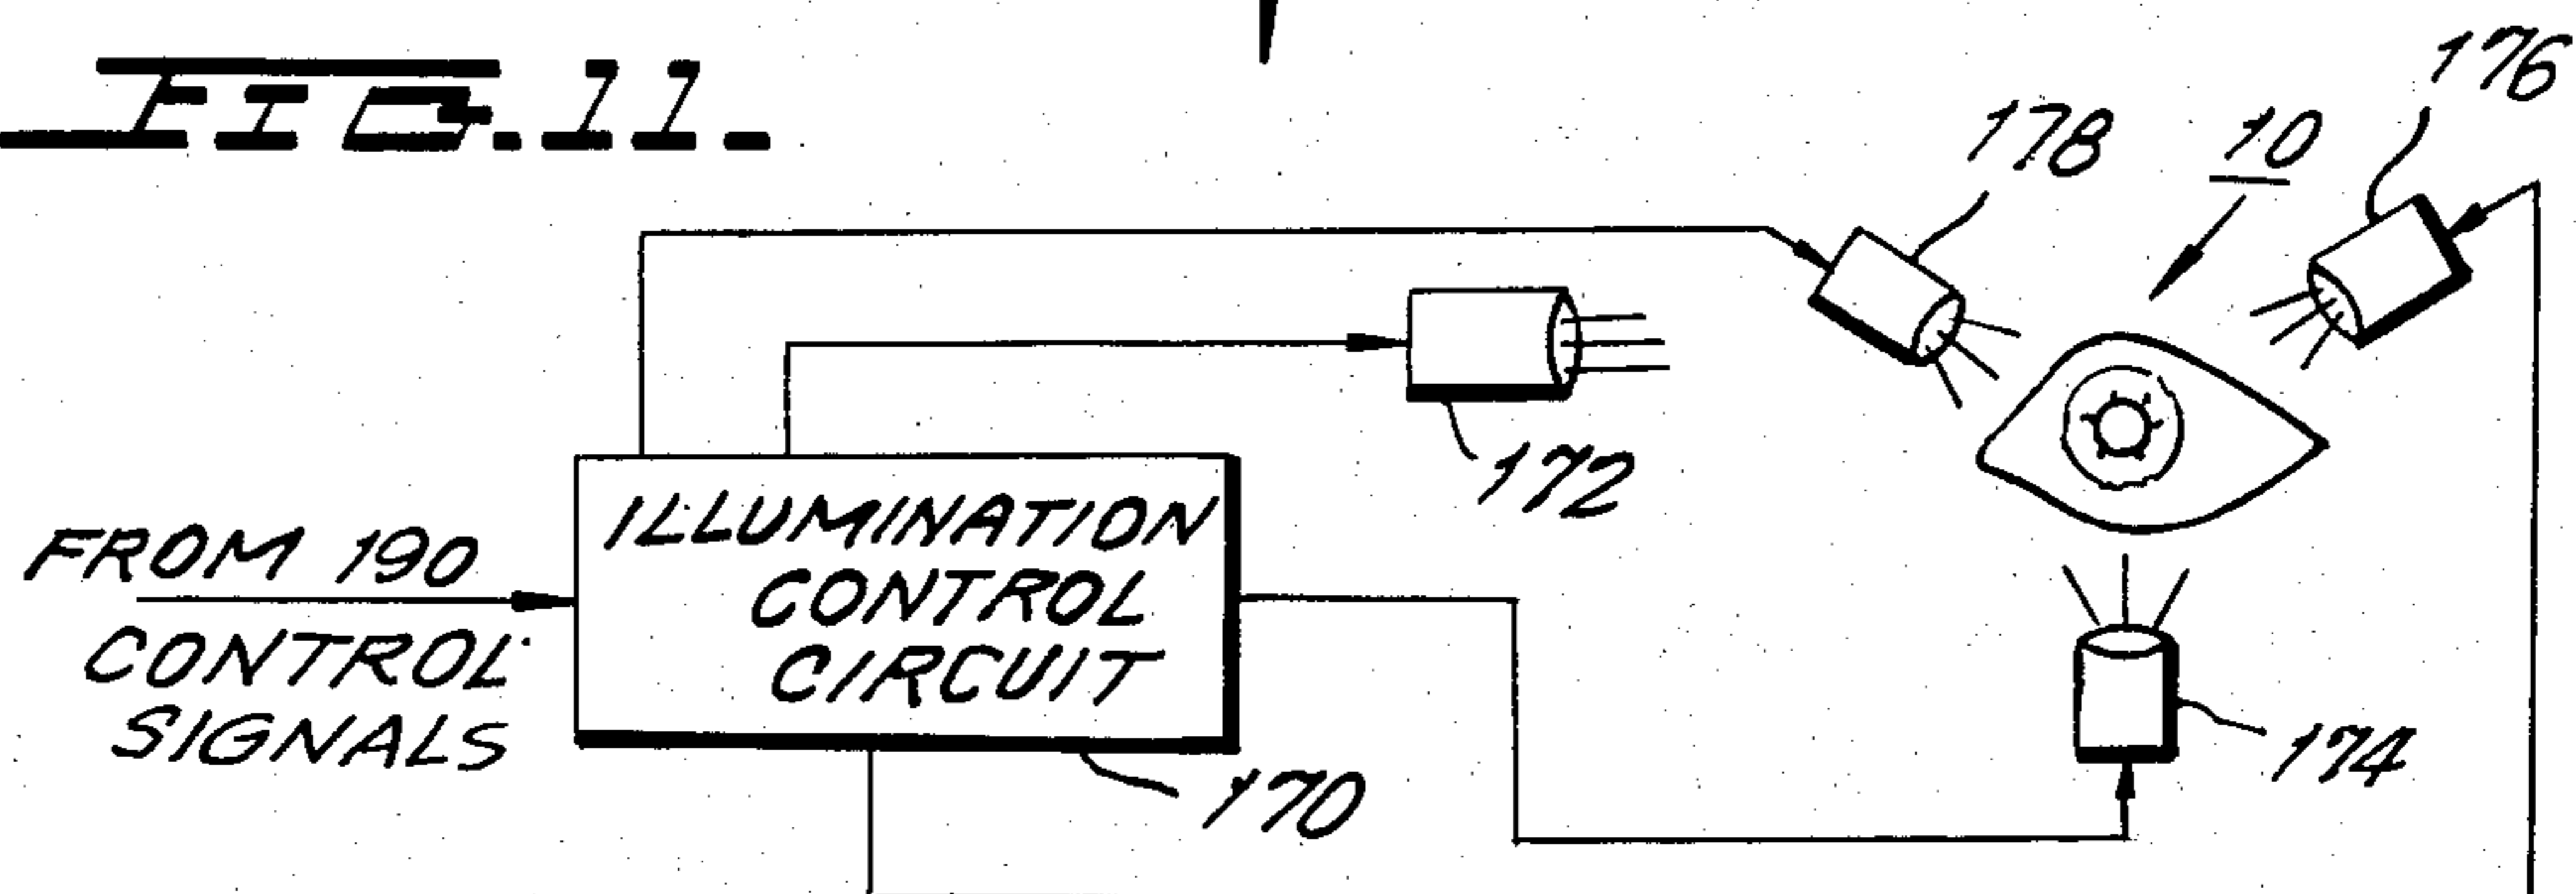 FIG. 11.
176
178
10
172
FROM 190
CONTROL
SIGNALS
ILLUMINATION
CONTROL
CIRCUIT
170
174